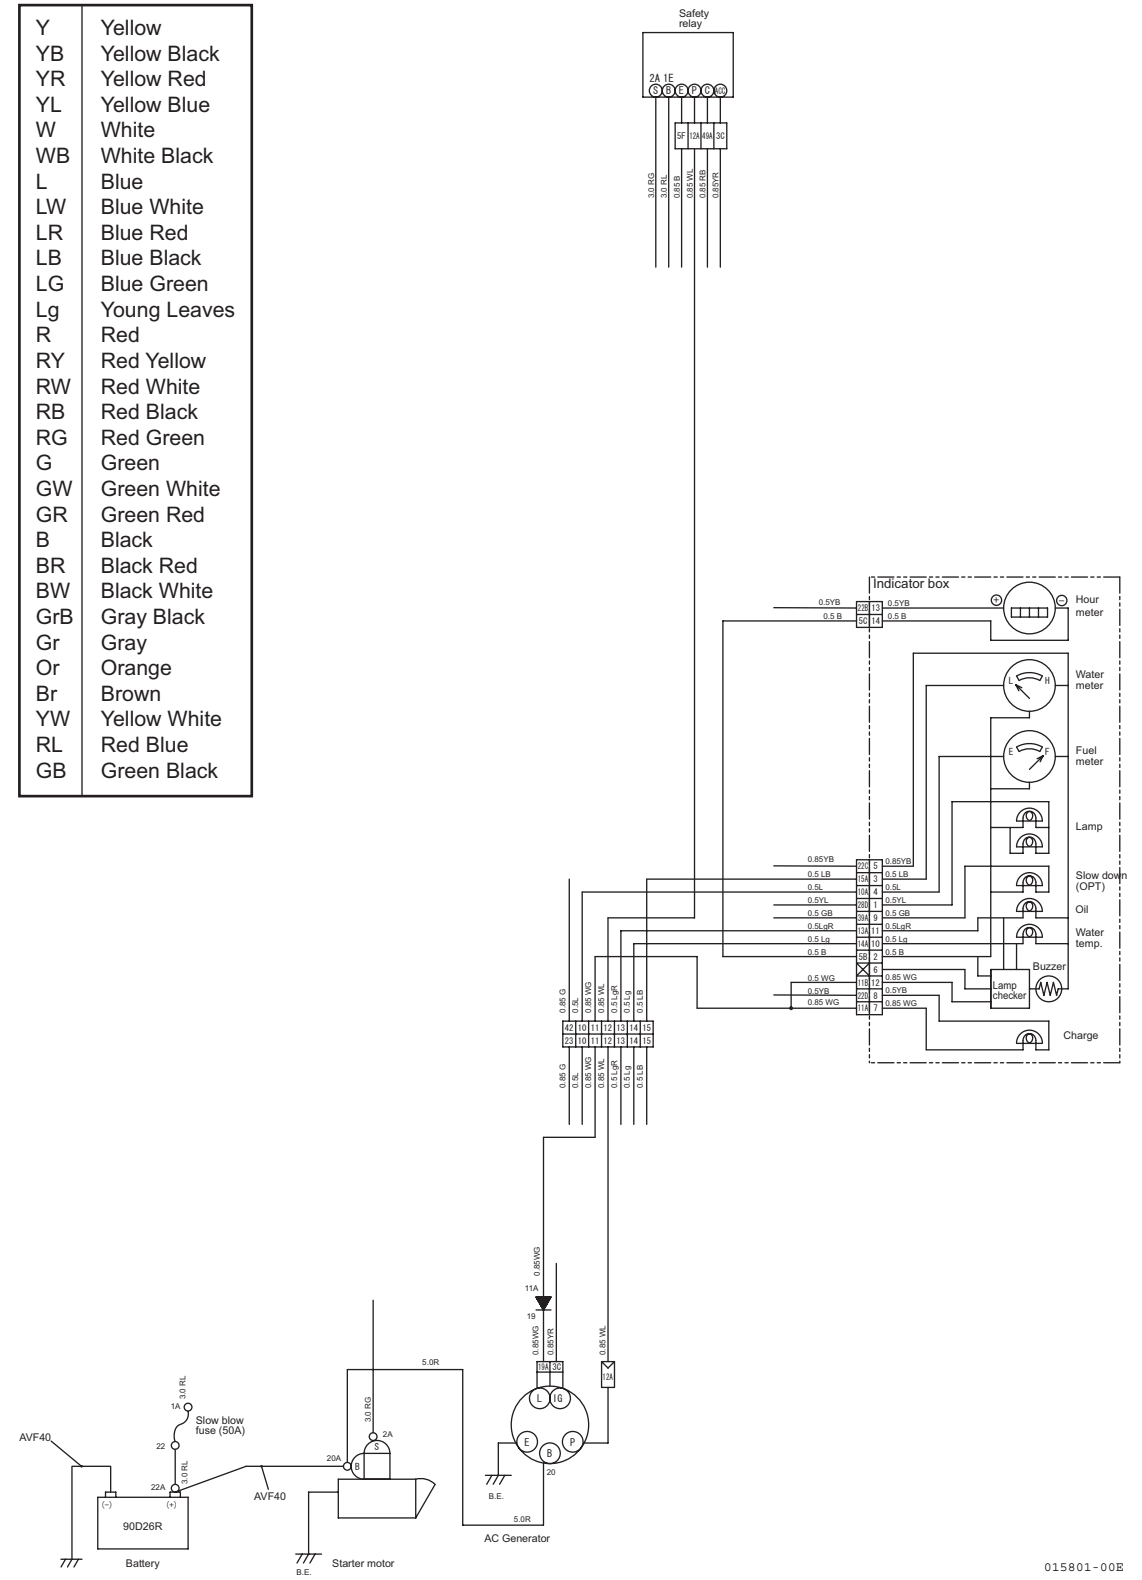 Y Yellow
YB Yellow Black
YR Yellow Red
YL Yellow Blue
W White
WB White Black
L Blue
LW Blue White
LR Blue Red
LB Blue Black
LG Blue Green
Lg Young Leaves
R Red
RY Red Yellow
RW Red White
RB Red Black
RG Red Green
G Green
GW Green White
GR Green Red
B Black
BR Black Red
BW Black White
GrB Gray Black
Gr Gray
Or Orange
Br Brown
YW Yellow White
RL Red Blue
GB Green Black
Safety
relay
2A 1E
S B E P C ACC
5F 12A 49A 3C
3.0 RG
3.0 RL
0.85 B
0.85 WL
0.85 RB
0.85YR
Indicator box
0.5YB 22B 13 0.5YB
0.5 B 5C 14 0.5 B
Hour
meter
L H
Water
meter
E F
Fuel
meter
Lamp
0.85YB 22C 5 0.85YB
0.5 LB 15A 3 0.5 LB
0.5L 10A 4 0.5L
0.5YL 28D 1 0.5YL
0.5 GB 39A 9 0.5 GB
0.5LgR 13A 11 0.5LgR
0.5 Lg 14A 10 0.5 Lg
0.5 B 5B 2 0.5 B
6
0.5 WG 11B 12 0.85 WG
0.5YB 22D 8 0.5YB
0.85 WG 11A 7 0.85 WG
Slow down
(OPT)
Oil
Water
temp.
Buzzer
Lamp
checker
Charge
0.85 G
0.5L
0.85 WG
0.85 WL
0.5 LgR
0.5 Lg
0.5 LB
42 10 11 12 13 14 15
23 10 11 12 13 14 15
0.85 G
0.5L
0.85 WG
0.85 WL
0.5 LgR
0.5 Lg
0.5 LB
0.85WG
11A
19
0.85WG
0.85YR
0.85 WL
19A 3C
12A
L IG
E P
B
20
B.E.
5.0R
5.0R
AC Generator
3.0 RG
2A
S
20A
B
B.E.
Starter motor
3.0 RL
1A
Slow blow
fuse (50A)
22
3.0 RL
22A
AVF40
AVF40
(−) (+)
90D26R
Battery
015801-00E